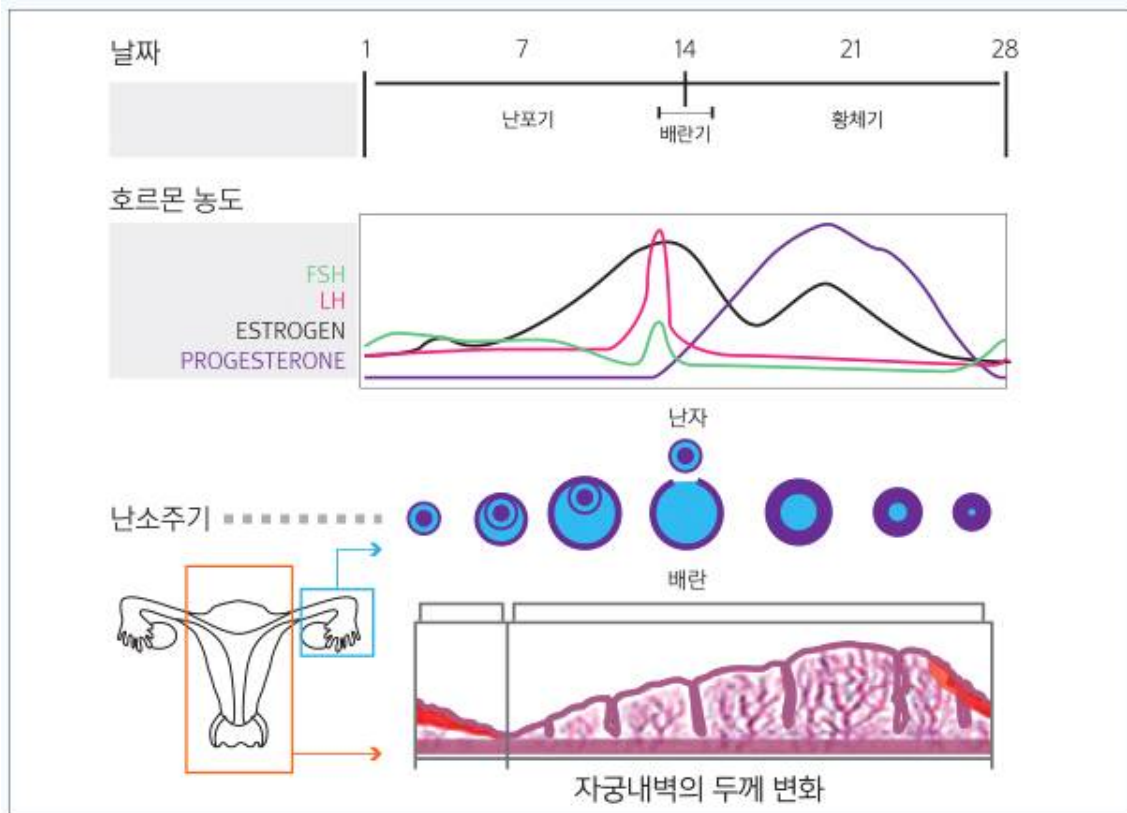 날짜 1 7 14 21 28
난포기 배란기 황체기
호르몬 농도
FSH
LH
ESTROGEN
PROGESTERONE
난자
난소주기
배란
자궁내벽의 두께 변화